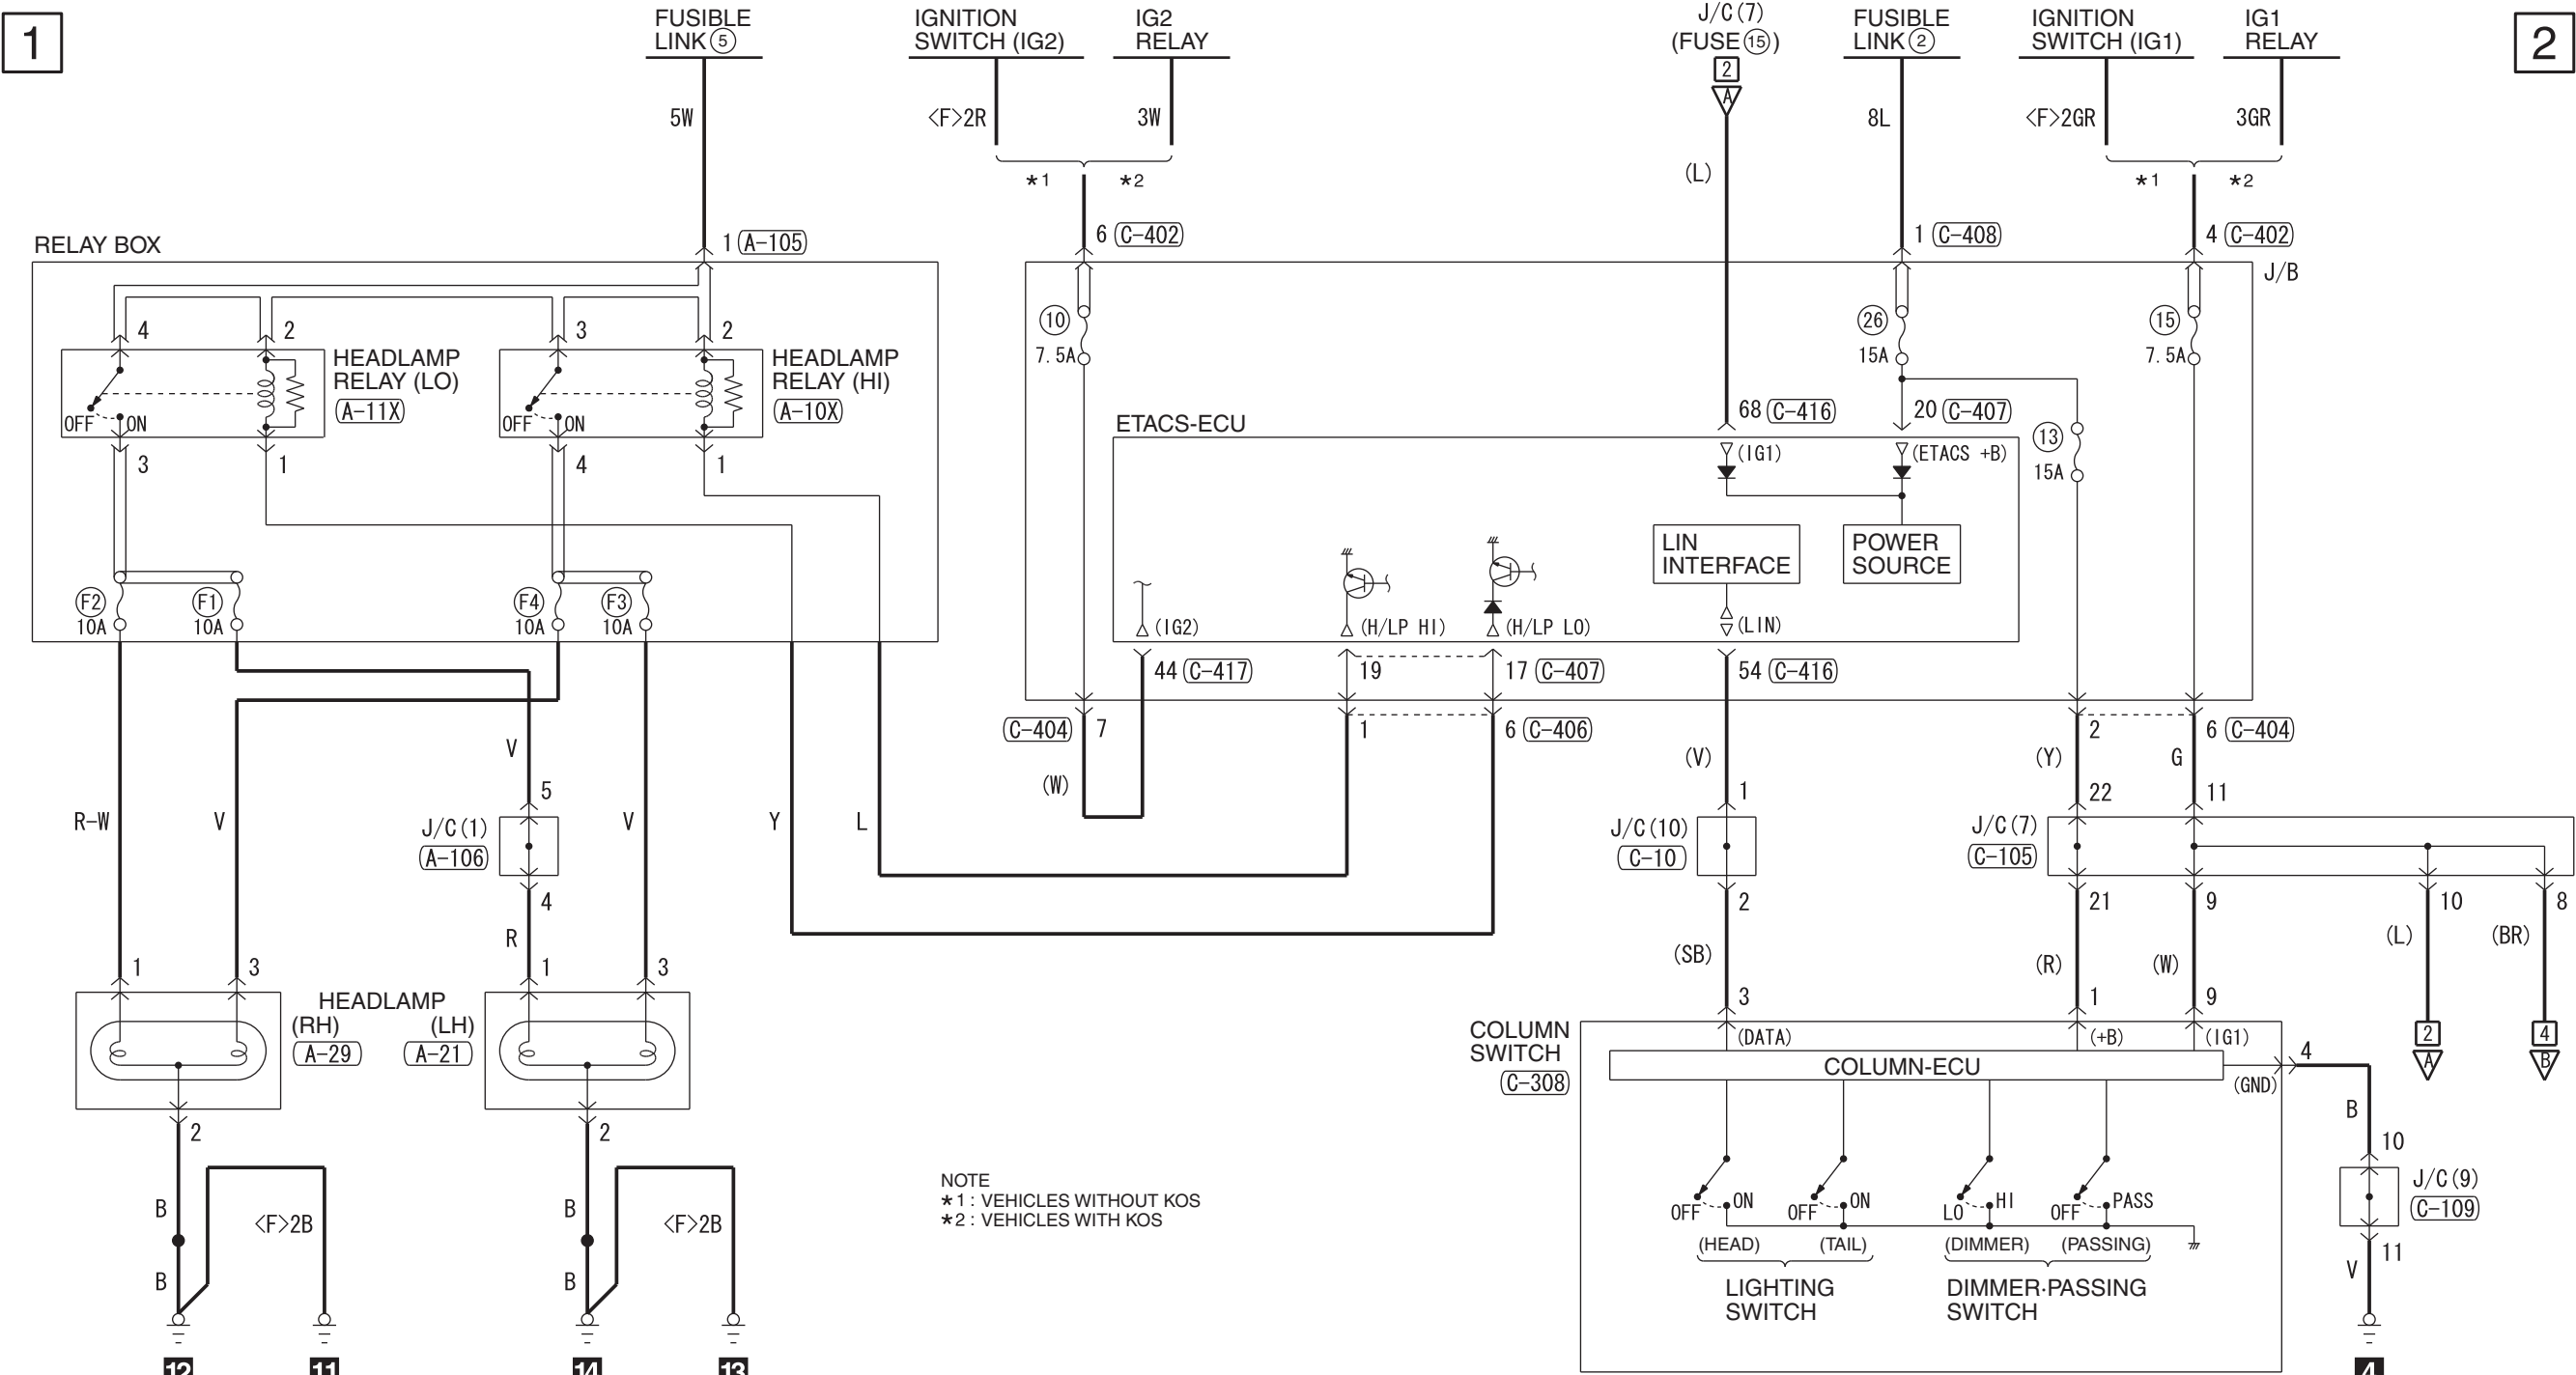 1
FUSIBLE
LINK 5
IGNITION
SWITCH (IG2)
IG2
RELAY
J/C(7)
(FUSE 15)
2
A
FUSIBLE
LINK 2
IGNITION
SWITCH (IG1)
IG1
RELAY
2
5W
<F>2R
3W
8L
<F>2GR
3GR
(L)
*1 *2
*1 *2
RELAY BOX
1 A-105
6 C-402
1 C-408
4 C-402
J/B
4 2 3 2
HEADLAMP
RELAY (LO)
A-11X
HEADLAMP
RELAY (HI)
A-10X
OFF ON
OFF ON
3 1 4 1
10
7.5A
26
15A
15
7.5A
13
15A
ETACS-ECU
68 C-416
20 C-407
(IG1)
(ETACS +B)
LIN
INTERFACE
POWER
SOURCE
F2
10A
F1
10A
F4
10A
F3
10A
(IG2)
(H/LP HI)
(H/LP LO)
(LIN)
44 C-417
19
17 C-407
54 C-416
C-404 7
1
6 C-406
2
6 C-404
V
(W)
(V)
(Y)
G
5
1
22
11
R-W
V
J/C(1)
A-106
V
Y
L
J/C(10)
C-10
J/C(7)
C-105
4
2
21
9
10
8
R
(SB)
(R)
(W)
(L)
(BR)
1 3 1 3
3
1
9
HEADLAMP
(RH) (LH)
A-29 A-21
COLUMN
SWITCH
C-308
(DATA)
(+B)
(IG1)
COLUMN-ECU
(GND)
4
2
A
4
B
2
2
B
10
J/C(9)
C-109
11
V
B
<F>2B
B
<F>2B
B
B
NOTE
*1 : VEHICLES WITHOUT KOS
*2 : VEHICLES WITH KOS
OFF ON
OFF ON
LO HI
OFF PASS
(HEAD)
(TAIL)
(DIMMER)
(PASSING)
LIGHTING
SWITCH
DIMMER·PASSING
SWITCH
12
11
14
13
4